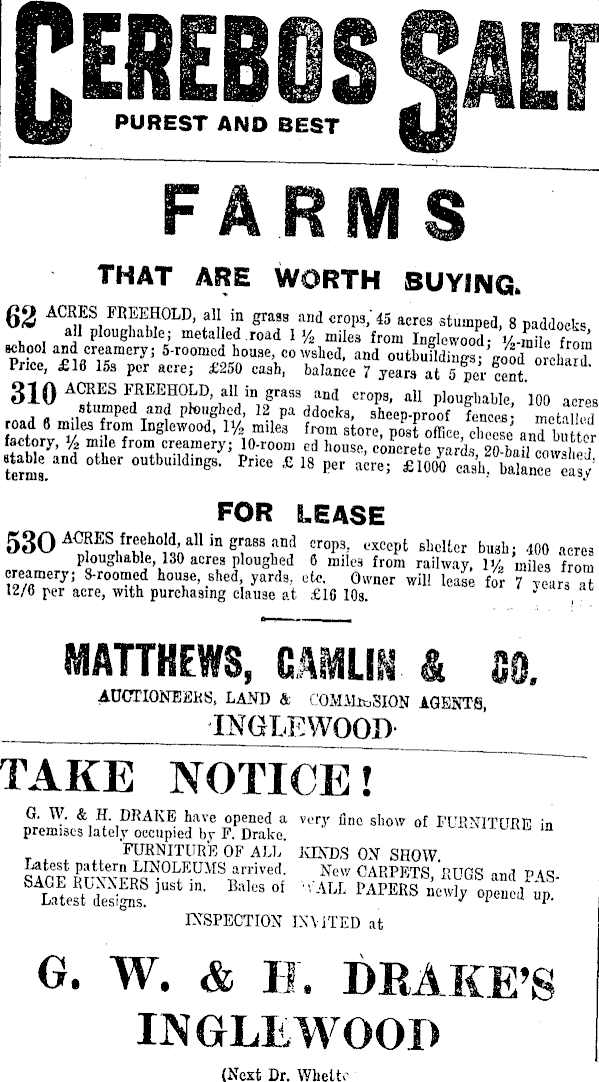 CEREBOS SALT
PUREST AND BEST
FARMS
THAT ARE WORTH BUYING.
62 ACRES FREEHOLD, all in grass and crops, 45 acres stumped, 8 paddocks,
all ploughable; metalled road 1 ½ miles from Inglewood; ½-mile from
school and creamery; 5-roomed house, cowshed, and outbuildings; good orchard.
Price, £16 15s per acre; £250 cash, balance 7 years at 5 per cent.
310 ACRES FREEHOLD, all in grass and crops, all ploughable, 100 acres
stumped and ploughed, 12 paddocks, sheep-proof fences; metalled
road 6 miles from Inglewood, 1½ miles from store, post office, cheese and butter
factory, ½ mile from creamery; 10-roomed house, concrete yards, 20-bail cowshed,
stable and other outbuildings. Price £18 per acre; £1000 cash, balance easy
terms.
FOR LEASE
530 ACRES freehold, all in grass and crops, except shelter bush; 400 acres
ploughable, 130 acres ploughed 6 miles from railway, 1½ miles from
creamery; 8-roomed house, shed, yards, etc. Owner will lease for 7 years at
12/6 per acre, with purchasing clause at £16 10s.
MATTHEWS, GAMLIN & CO.
AUCTIONEERS, LAND & COMMISSION AGENTS,
INGLEWOOD
TAKE NOTICE!
G. W. & H. DRAKE have opened a very fine show of FURNITURE in
premises lately occupied by F. Drake.
FURNITURE OF ALL KINDS ON SHOW.
Latest pattern LINOLEUMS arrived. New CARPETS, RUGS and PAS-
SAGE RUNNERS just in. Bales of WALL PAPERS newly opened up.
Latest designs.
INSPECTION INVITED at
G. W. & H. DRAKE'S
INGLEWOOD
(Next Dr.